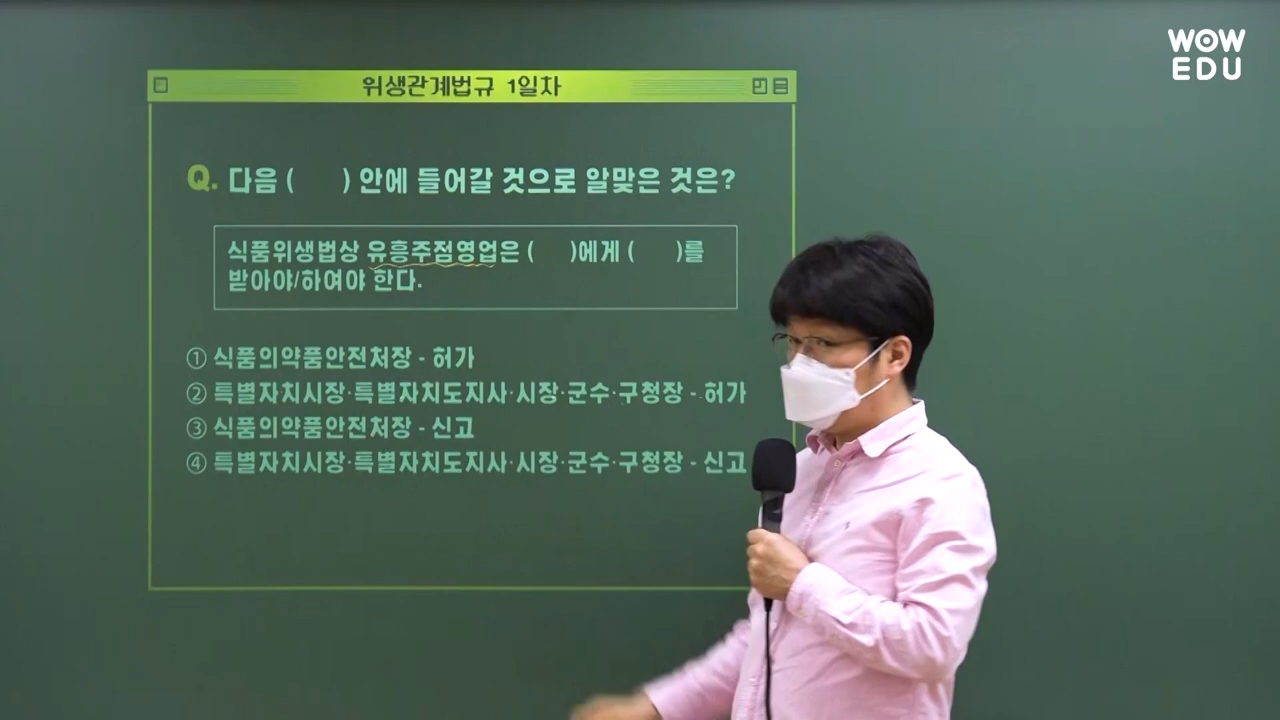 WOW
EDU
위생관계법규 1일차
Q. 다음 ( ) 안에 들어갈 것으로 알맞은 것은?
식품위생법상 유흥주점영업은 ( )에게 ( )를
받아야/하여야 한다.
① 식품의약품안전처장 - 허가
② 특별자치시장·특별자치도지사·시장·군수·구청장 - 허가
③ 식품의약품안전처장 - 신고
④ 특별자치시장·특별자치도지사·시장·군수·구청장 - 신고